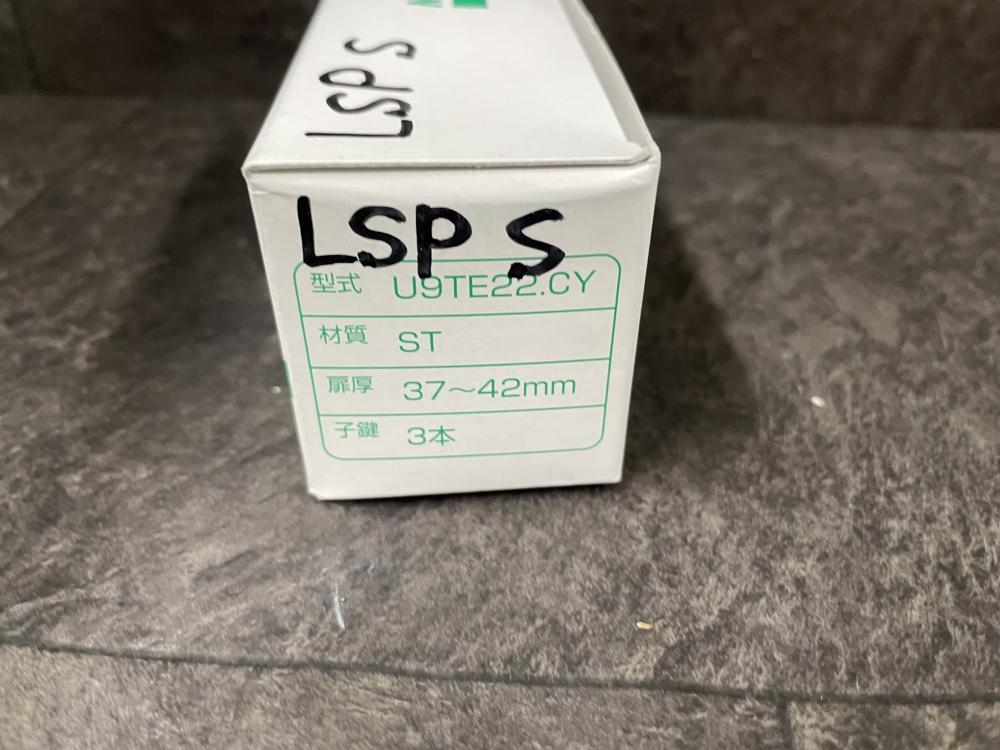 LSP S
LSP S
型式 U9TE22.CY
材質 ST
扉厚 37〜42mm
子鍵 3本